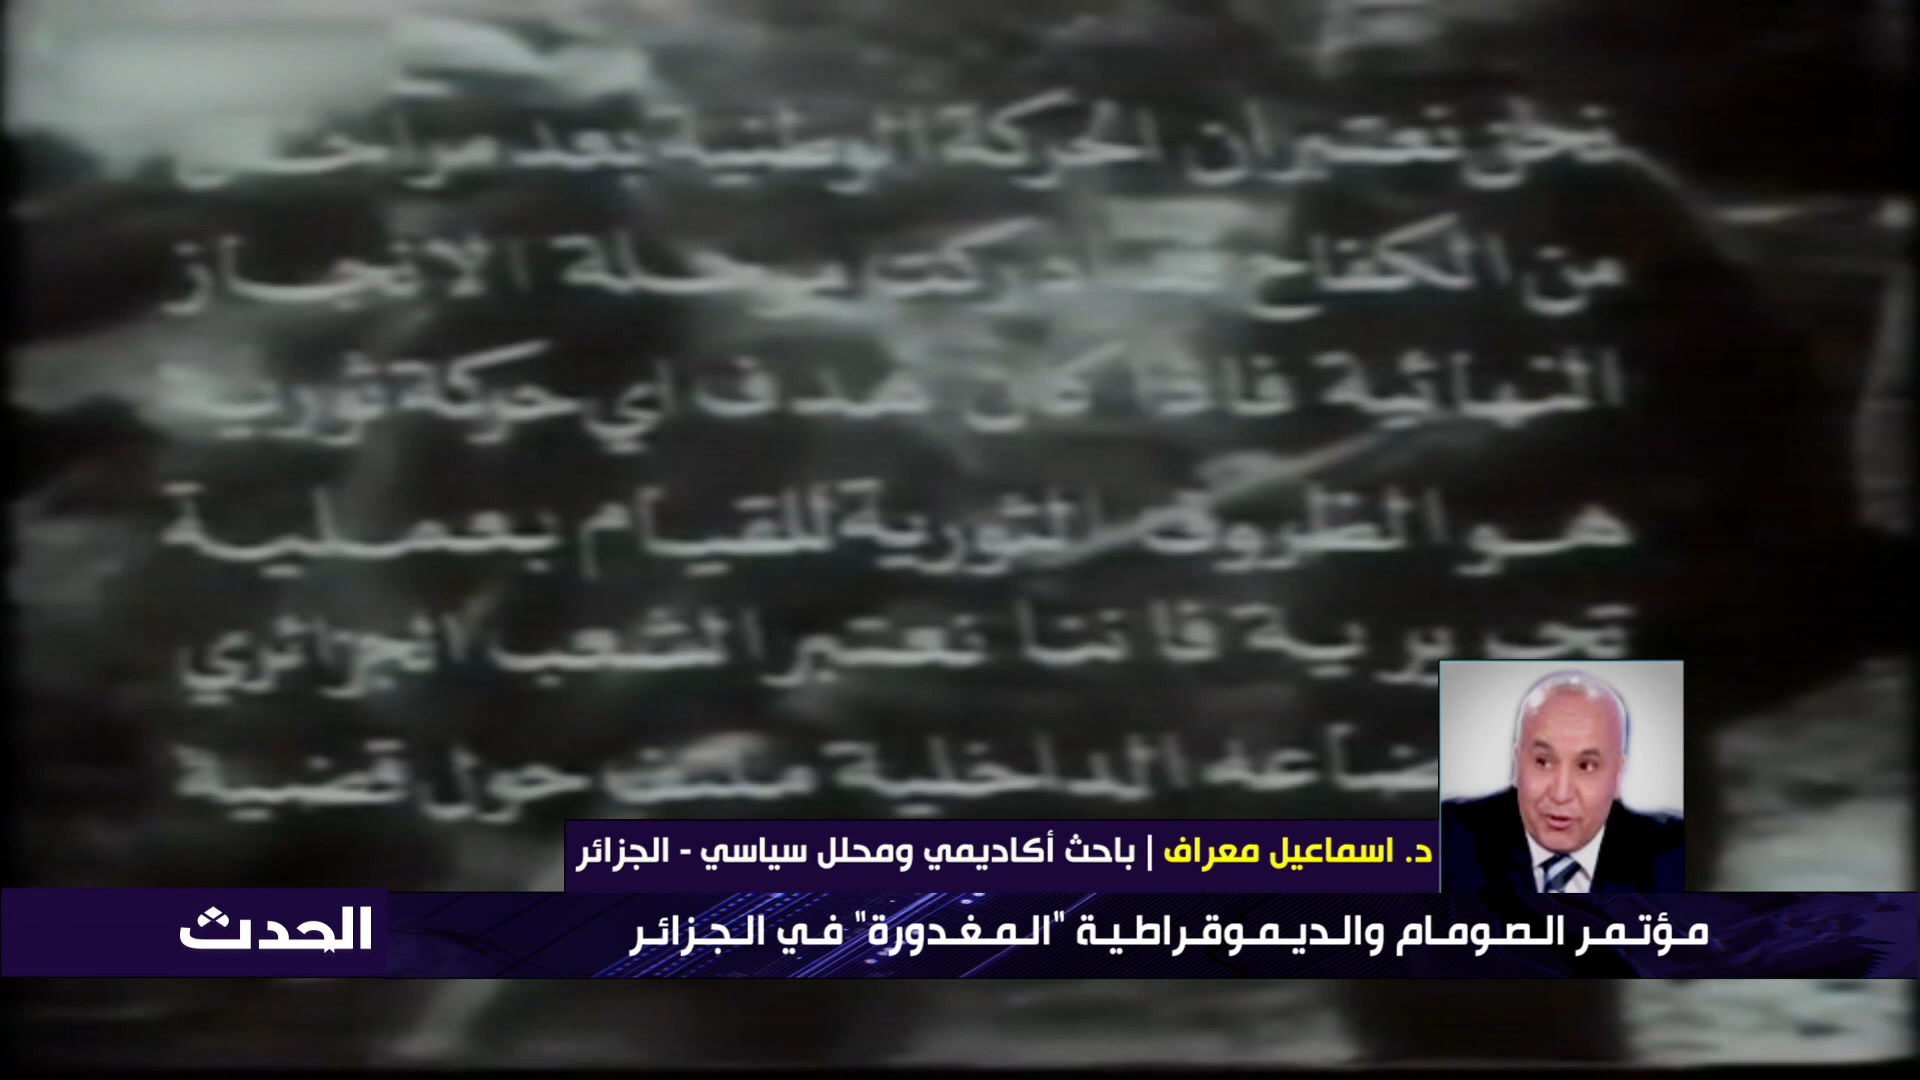 نحن نعتبر ان الحركة الوطنية بعد مراحل
من الكفاح قد ادركت مرحلة الانجاز
النهائية فاذا كان هدف اي حركة ثورية
هو الظروف الثورية للقيام بعملية
تحريرية فاننا نعتبر الشعب الجزائري
الداخلية ملتف حول قضية
د. اسماعيل معراف | باحث أكاديمي ومحلل سياسي - الجزائر
مؤتمر الصومام والديموقراطية "المغدورة" في الجزائر
الحدث